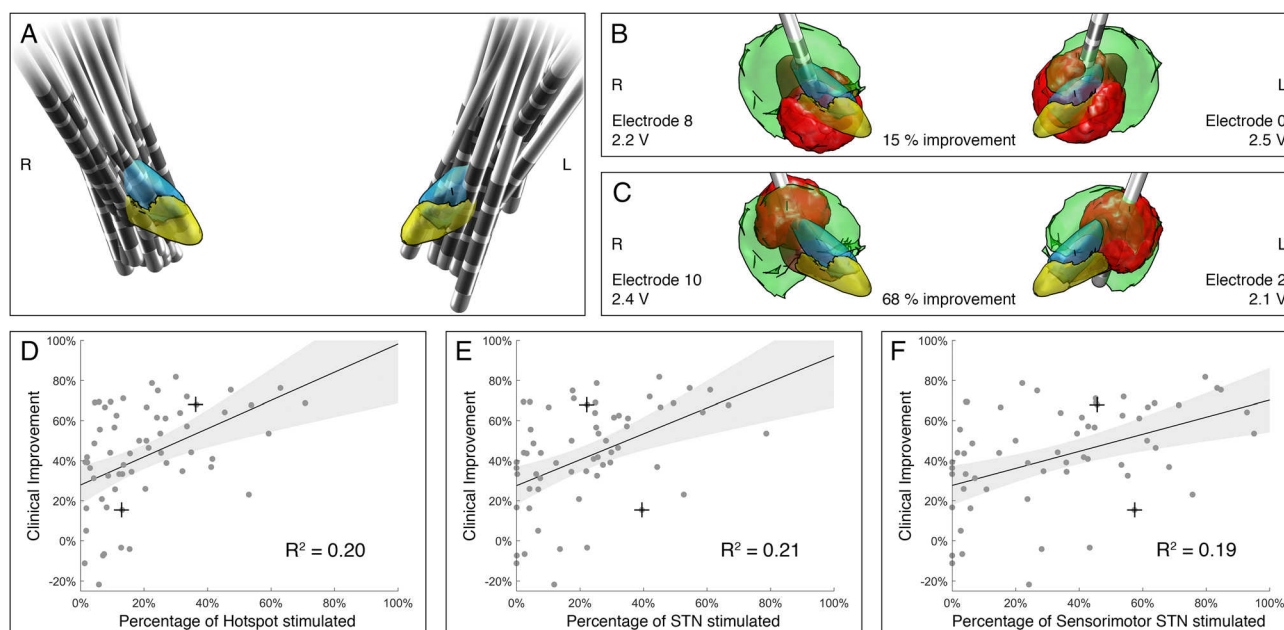 A
R
L
B
R
L
Electrode 8
2.2 V
15 % improvement
Electrode 0
2.5 V
C
R
L
Electrode 10
2.4 V
68 % improvement
Electrode 2
2.1 V
D
100%
80%
60%
40%
20%
0%
-20%
Clinical Improvement
R² = 0.20
0% 20% 40% 60% 80% 100%
Percentage of Hotspot stimulated
E
100%
80%
60%
40%
20%
0%
-20%
Clinical Improvement
R² = 0.21
0% 20% 40% 60% 80% 100%
Percentage of STN stimulated
F
100%
80%
60%
40%
20%
0%
-20%
Clinical Improvement
R² = 0.19
0% 20% 40% 60% 80% 100%
Percentage of Sensorimotor STN stimulated